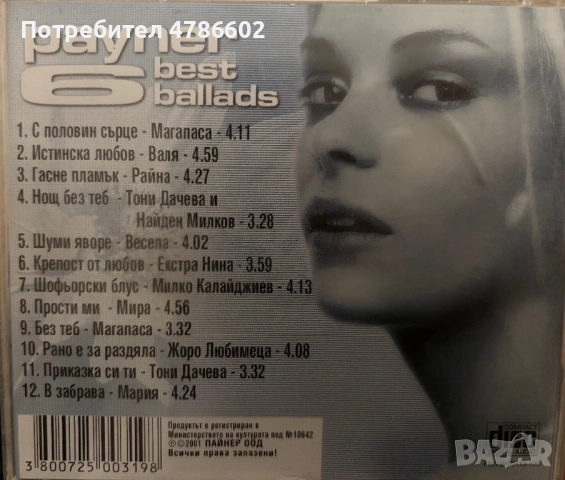 Потребител 4786602
payner
6 best
ballads
1. С половин сърце - Магапаса - 4.11
2. Истинска любов - Валя - 4.59
3. Гасне пламък - Райна - 4.27
4. Нощ без теб - Тони Дачева и
Найден Милков - 3.28
5. Шуми яворе - Весела - 4.02
6. Крепост от любов - Екстра Нина - 3.59
7. Шофьорски блус - Милко Калайджиев - 4.13
8. Прости ми - Мира - 4.56
9. Без теб - Магапаса - 3.32
10. Рано е за раздяла - Жоро Любимеца - 4.08
11. Приказка си ти - Тони Дачева - 3.32
12. В забрава - Мария - 4.24
Продуктът е регистриран в
Министерството на културата под №10642
℗©2001 ПАЙНЕР ООД
Всички права запазени!
3 800725 003198
COMPACT
disc
BAZAR